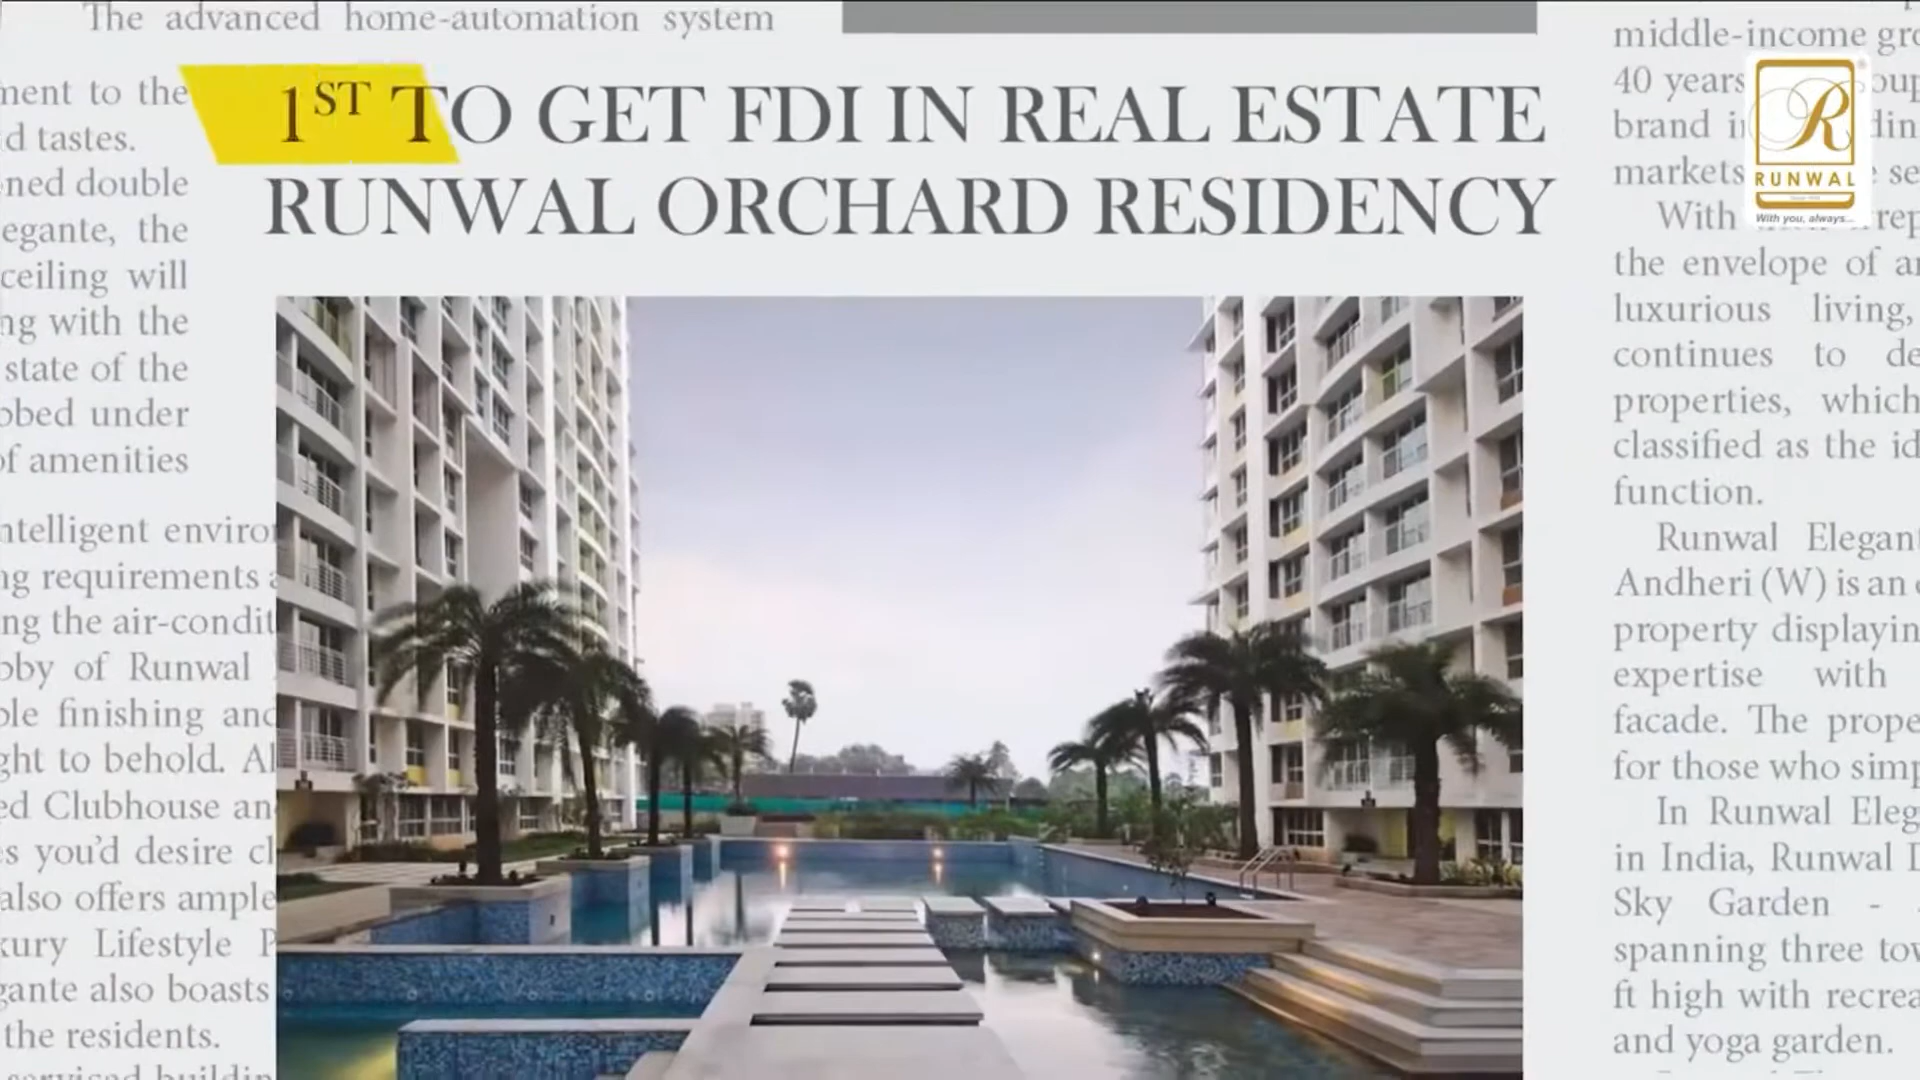 The advanced home-automation system
ment to the
d tastes.
ned double
egante, the
ceiling will
ng with the
state of the
bbed under
of amenities
ntelligent enviro
ng requirements
ng the air-condit
bby of Runwal
ble finishing and
ght to behold. Al
ed Clubhouse an
s you'd desire cl
also offers ample
xury Lifestyle P
gante also boasts
the residents.
1ST TO GET FDI IN REAL ESTATE
RUNWAL ORCHARD RESIDENCY
middle-income gro
40 years
brand
markets
With
the envelope of
luxurious living,
continues to de
properties, which
classified as the id
function.
Runwal Elegant
Andheri (W) is an
property displayin
expertise with
facade. The prope
for those who simp
In Runwal Eleg
in India, Runwal
Sky Garden -
spanning three tow
ft high with recrea
and yoga garden.
R
RUNWAL
With you, always...